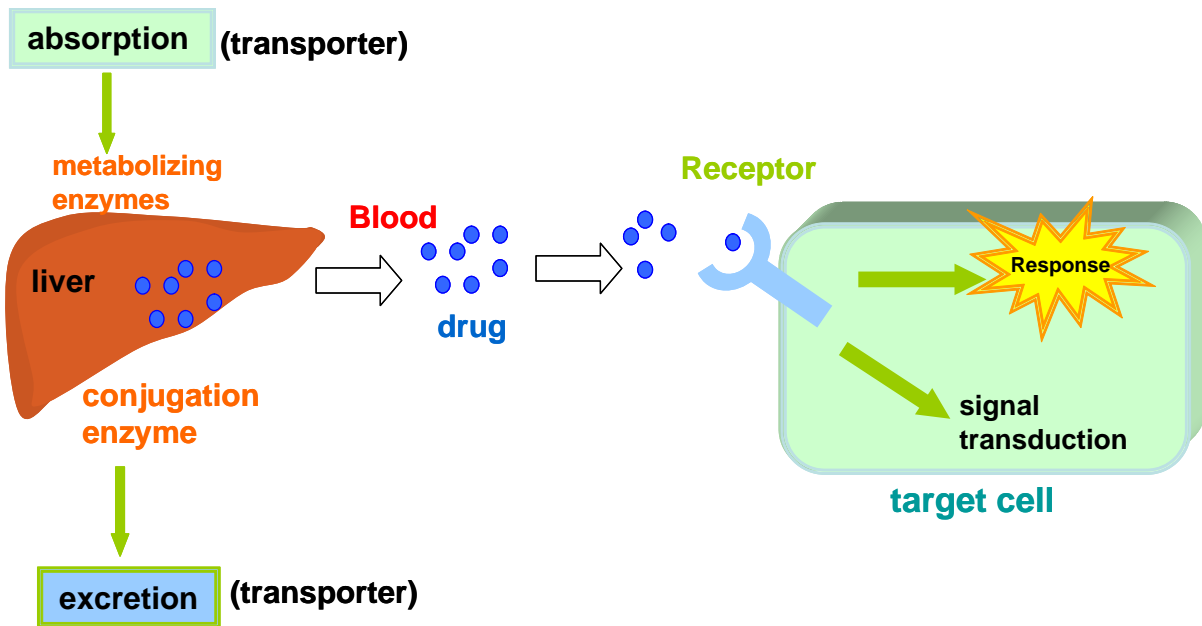 absorption (transporter)
metabolizing
enzymes
liver
Blood
drug
Receptor
Response
signal
transduction
target cell
conjugation
enzyme
excretion (transporter)